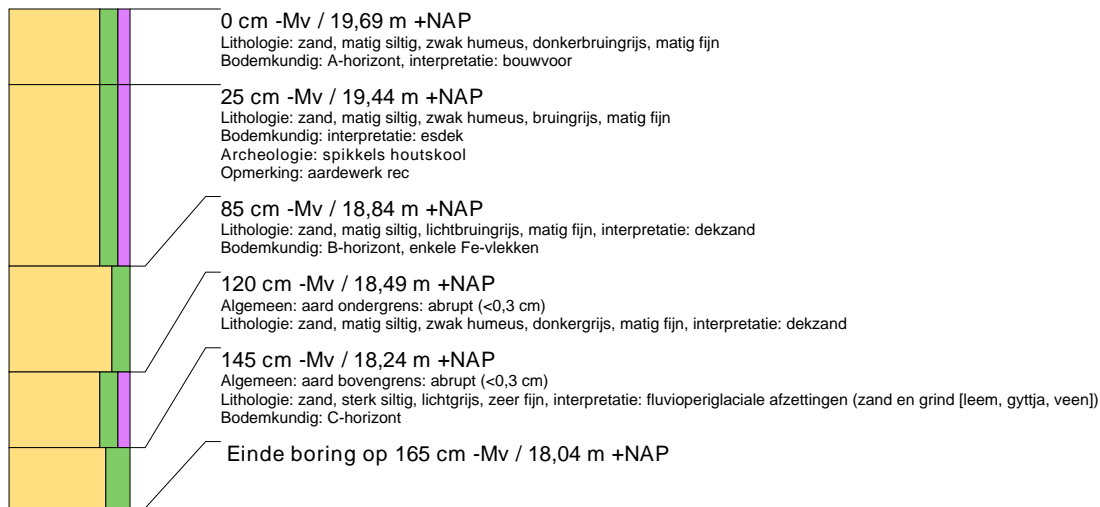 0 cm -Mv / 19,69 m +NAP
Lithologie: zand, matig siltig, zwak humeus, donkerbruingrijs, matig fijn
Bodemkundig: A-horizont, interpretatie: bouwvoor
25 cm -Mv / 19,44 m +NAP
Lithologie: zand, matig siltig, zwak humeus, bruingrijs, matig fijn
Bodemkundig: interpretatie: esdek
Archeologie: spikkels houtskool
Opmerking: aardewerk rec
85 cm -Mv / 18,84 m +NAP
Lithologie: zand, matig siltig, lichtbruingrijs, matig fijn, interpretatie: dekzand
Bodemkundig: B-horizont, enkele Fe-vlekken
120 cm -Mv / 18,49 m +NAP
Algemeen: aard ondergrens: abrupt (<0,3 cm)
Lithologie: zand, matig siltig, zwak humeus, donkergrijs, matig fijn, interpretatie: dekzand
145 cm -Mv / 18,24 m +NAP
Algemeen: aard bovengrens: abrupt (<0,3 cm)
Lithologie: zand, sterk siltig, lichtgrijs, zeer fijn, interpretatie: fluvioperiglaciale afzettingen (zand en grind [leem, gyttja, veen])
Bodemkundig: C-horizont
Einde boring op 165 cm -Mv / 18,04 m +NAP